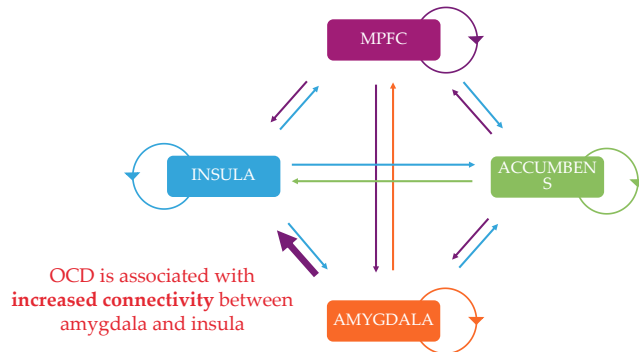 MPFC
INSULA
ACCUMBEN
S
OCD is associated with
increased connectivity between
amygdala and insula
AMYGDALA